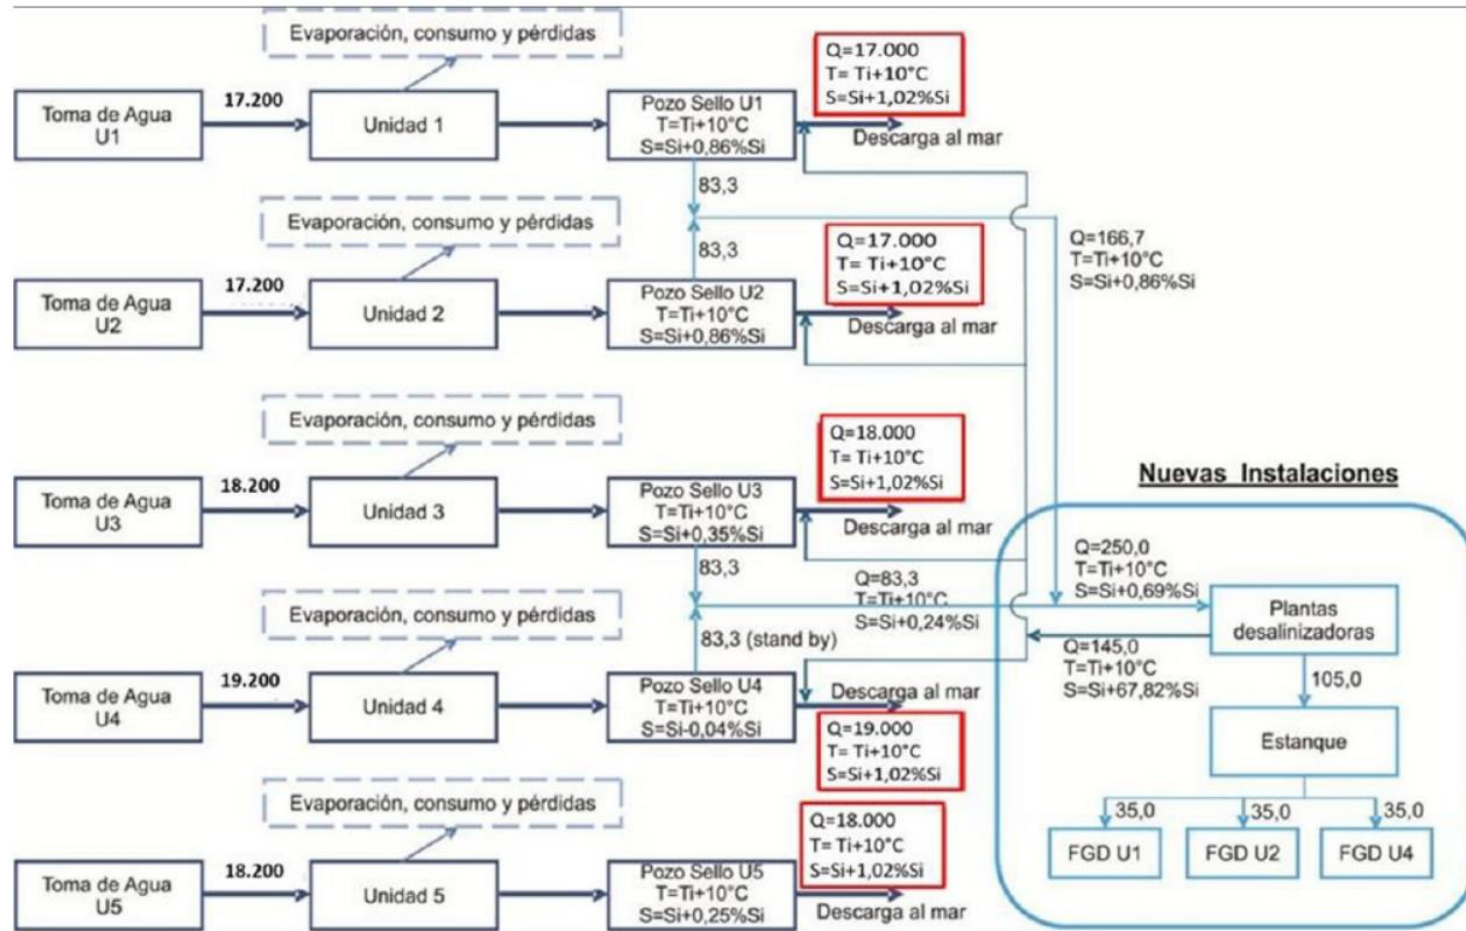 Evaporación, consumo y pérdidas
Toma de Agua
U1
17.200
Unidad 1
Pozo Sello U1
T=Ti+10°C
S=Si+0,86%Si
Q=17.000
T= Ti+10°C
S=Si+1,02%Si
Descarga al mar
83,3
Evaporación, consumo y pérdidas
Toma de Agua
U2
17.200
Unidad 2
83,3
Pozo Sello U2
T=Ti+10°C
S=Si+0,86%Si
Q=17.000
T= Ti+10°C
S=Si+1,02%Si
Descarga al mar
Q=166,7
T=Ti+10°C
S=Si+0,86%Si
Evaporación, consumo y pérdidas
Toma de Agua
U3
18.200
Unidad 3
Pozo Sello U3
T=Ti+10°C
S=Si+0,35%Si
Q=18.000
T= Ti+10°C
S=Si+1,02%Si
Descarga al mar
83,3
Q=83,3
T=Ti+10°C
S=Si+0,24%Si
Evaporación, consumo y pérdidas
83,3 (stand by)
Toma de Agua
U4
19.200
Unidad 4
Pozo Sello U4
T=Ti+10°C
S=Si-0,04%Si
Descarga al mar
Q=19.000
T= Ti+10°C
S=Si+1,02%Si
Evaporación, consumo y pérdidas
Toma de Agua
U5
18.200
Unidad 5
Pozo Sello U5
T=Ti+10°C
S=Si+0,25%Si
Q=18.000
T= Ti+10°C
S=Si+1,02%Si
Descarga al mar
Nuevas Instalaciones
Q=250,0
T=Ti+10°C
S=Si+0,69%Si
Plantas
desalinizadoras
Q=145,0
T=Ti+10°C
S=Si+67,82%Si
105,0
Estanque
35,0
35,0
35,0
FGD U1
FGD U2
FGD U4